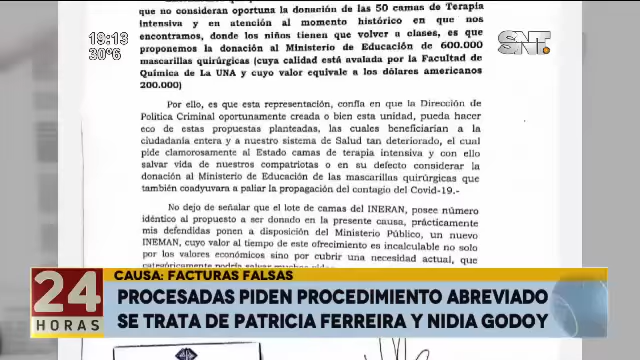 que no consideran oportuna la donación de las 50 camas de Terapia
intensiva y en atención al momento histórico en que nos
encontramos, donde los niños tienen que volver a clases, es que
proponemos la donación al Ministerio de Educación de 600.000
mascarillas quirúrgicas (cuya calidad está avalada por la Facultad de
Química de La UNA y cuyo valor equivale a los dólares americanos
200.000)
19:13
30°6
SNT.
Por ello, es que esta representación, confía en que la Dirección de
Política Criminal oportunamente creada o bien esta unidad, pueda hacer
eco de estas propuestas planteadas, las cuales beneficiarían a la
ciudadanía entera y a nuestro sistema de Salud tan deteriorado, el cual
pide clamorosamente al Estado camas de terapia intensiva y con ello
salvar vida de nuestros compatriotas o en su defecto considerar la
donación al Ministerio de Educación de las mascarillas quirúrgicas que
también coadyuvara a paliar la propagación del contagio del Covid-19.-
No dejo de señalar que el lote de camas del INERAN, posee número
idéntico al propuesto a ser donado en la presente causa, prácticamente
mis defendidas ponen a disposición del Ministerio Público, un nuevo
INEMAN, cuyo valor al tiempo de este ofrecimiento es incalculable no solo
por los valores económicos sino por cubrir una necesidad actual, que
categóricamente podría salvar
24
HORAS
CAUSA: FACTURAS FALSAS
PROCESADAS PIDEN PROCEDIMIENTO ABREVIADO
SE TRATA DE PATRICIA FERREIRA Y NIDIA GODOY